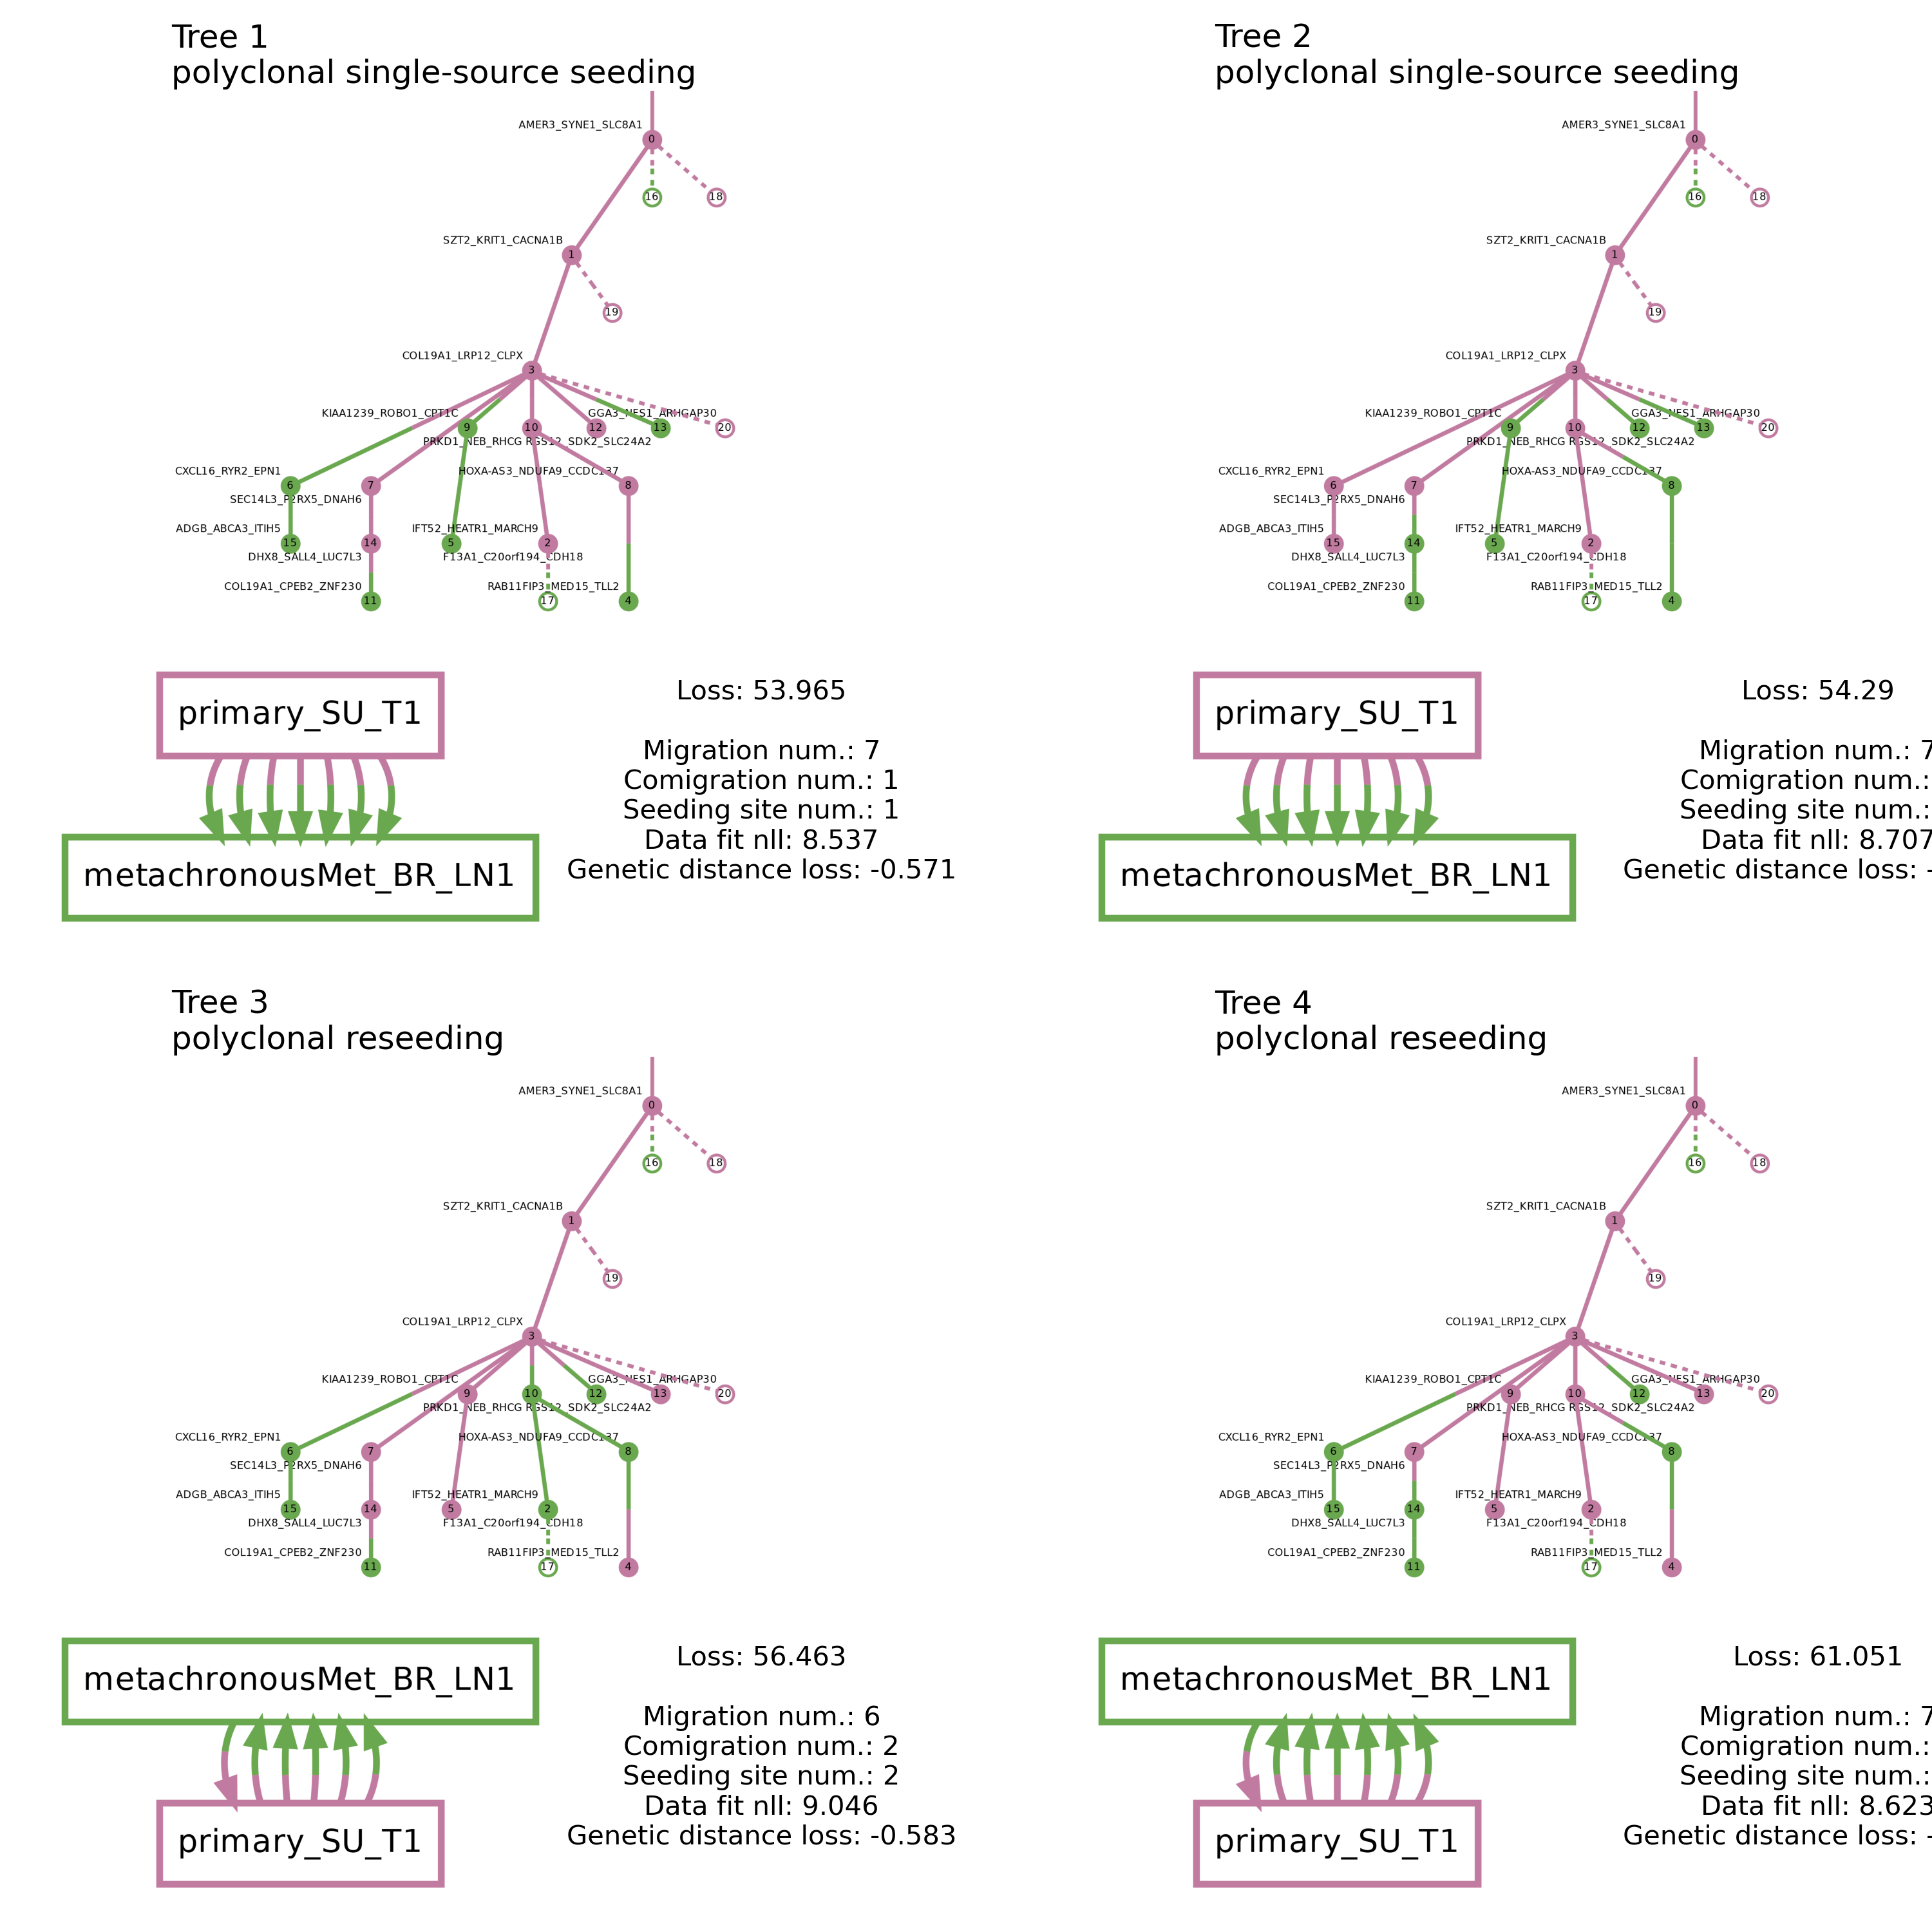 Tree 1
polyclonal single-source seeding
AMER3_SYNE1_SLC8A1
0
16
18
SZT2_KRIT1_CACNA1B
1
19
COL19A1_LRP12_CLPX
3
KIAA1239_ROBO1_CPT1C
GGA3_NES1_ARHGAP30
9
10
12
13
20
PRKD1_NEB_RHCG
RGS12_SDK2_SLC24A2
CXCL16_RYR2_EPN1
HOXA-AS3_NDUFA9_CCDC137
6
7
8
SEC14L3_P2RX5_DNAH6
ADGB_ABCA3_ITIH5
IFT52_HEATR1_MARCH9
15
14
5
2
DHX8_SALL4_LUC7L3
F13A1_C20orf194_CDH18
COL19A1_CPEB2_ZNF230
RAB11FIP3_MED15_TLL2
11
17
4
primary_SU_T1
metachronousMet_BR_LN1
Loss: 53.965
Migration num.: 7
Comigration num.: 1
Seeding site num.: 1
Data fit nll: 8.537
Genetic distance loss: -0.571
Tree 2
polyclonal single-source seeding
AMER3_SYNE1_SLC8A1
0
16
18
SZT2_KRIT1_CACNA1B
1
19
COL19A1_LRP12_CLPX
3
KIAA1239_ROBO1_CPT1C
GGA3_NES1_ARHGAP30
9
10
12
13
20
PRKD1_NEB_RHCG
RGS12_SDK2_SLC24A2
CXCL16_RYR2_EPN1
HOXA-AS3_NDUFA9_CCDC137
6
7
8
SEC14L3_P2RX5_DNAH6
ADGB_ABCA3_ITIH5
IFT52_HEATR1_MARCH9
15
14
5
2
DHX8_SALL4_LUC7L3
F13A1_C20orf194_CDH18
COL19A1_CPEB2_ZNF230
RAB11FIP3_MED15_TLL2
11
17
4
primary_SU_T1
metachronousMet_BR_LN1
Loss: 54.29
Migration num.: 7
Comigration num.:
Seeding site num.:
Data fit nll: 8.707
Genetic distance loss: -
Tree 3
polyclonal reseeding
AMER3_SYNE1_SLC8A1
0
16
18
SZT2_KRIT1_CACNA1B
1
19
COL19A1_LRP12_CLPX
3
KIAA1239_ROBO1_CPT1C
GGA3_NES1_ARHGAP30
9
10
12
13
20
PRKD1_NEB_RHCG
RGS12_SDK2_SLC24A2
CXCL16_RYR2_EPN1
HOXA-AS3_NDUFA9_CCDC137
6
7
8
SEC14L3_P2RX5_DNAH6
ADGB_ABCA3_ITIH5
IFT52_HEATR1_MARCH9
15
14
5
2
DHX8_SALL4_LUC7L3
F13A1_C20orf194_CDH18
COL19A1_CPEB2_ZNF230
RAB11FIP3_MED15_TLL2
11
17
4
metachronousMet_BR_LN1
primary_SU_T1
Loss: 56.463
Migration num.: 6
Comigration num.: 2
Seeding site num.: 2
Data fit nll: 9.046
Genetic distance loss: -0.583
Tree 4
polyclonal reseeding
AMER3_SYNE1_SLC8A1
0
16
18
SZT2_KRIT1_CACNA1B
1
19
COL19A1_LRP12_CLPX
3
KIAA1239_ROBO1_CPT1C
GGA3_NES1_ARHGAP30
9
10
12
13
20
PRKD1_NEB_RHCG
RGS12_SDK2_SLC24A2
CXCL16_RYR2_EPN1
HOXA-AS3_NDUFA9_CCDC137
6
7
8
SEC14L3_P2RX5_DNAH6
ADGB_ABCA3_ITIH5
IFT52_HEATR1_MARCH9
15
14
5
2
DHX8_SALL4_LUC7L3
F13A1_C20orf194_CDH18
COL19A1_CPEB2_ZNF230
RAB11FIP3_MED15_TLL2
11
17
4
metachronousMet_BR_LN1
primary_SU_T1
Loss: 61.051
Migration num.: 7
Comigration num.:
Seeding site num.:
Data fit nll: 8.623
Genetic distance loss: -